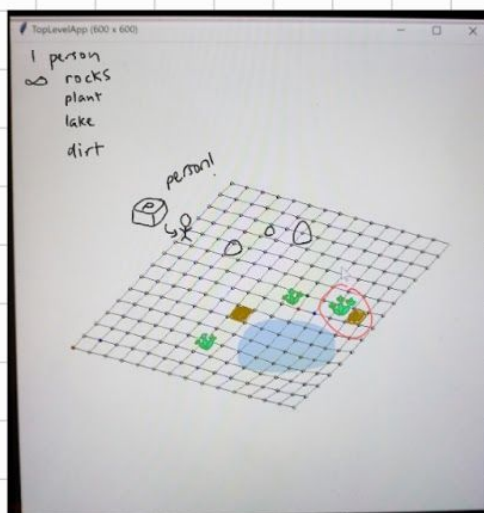 TopLevelApp (600 x 600)
1 person
∞ rocks
plant
lake
dirt
person!